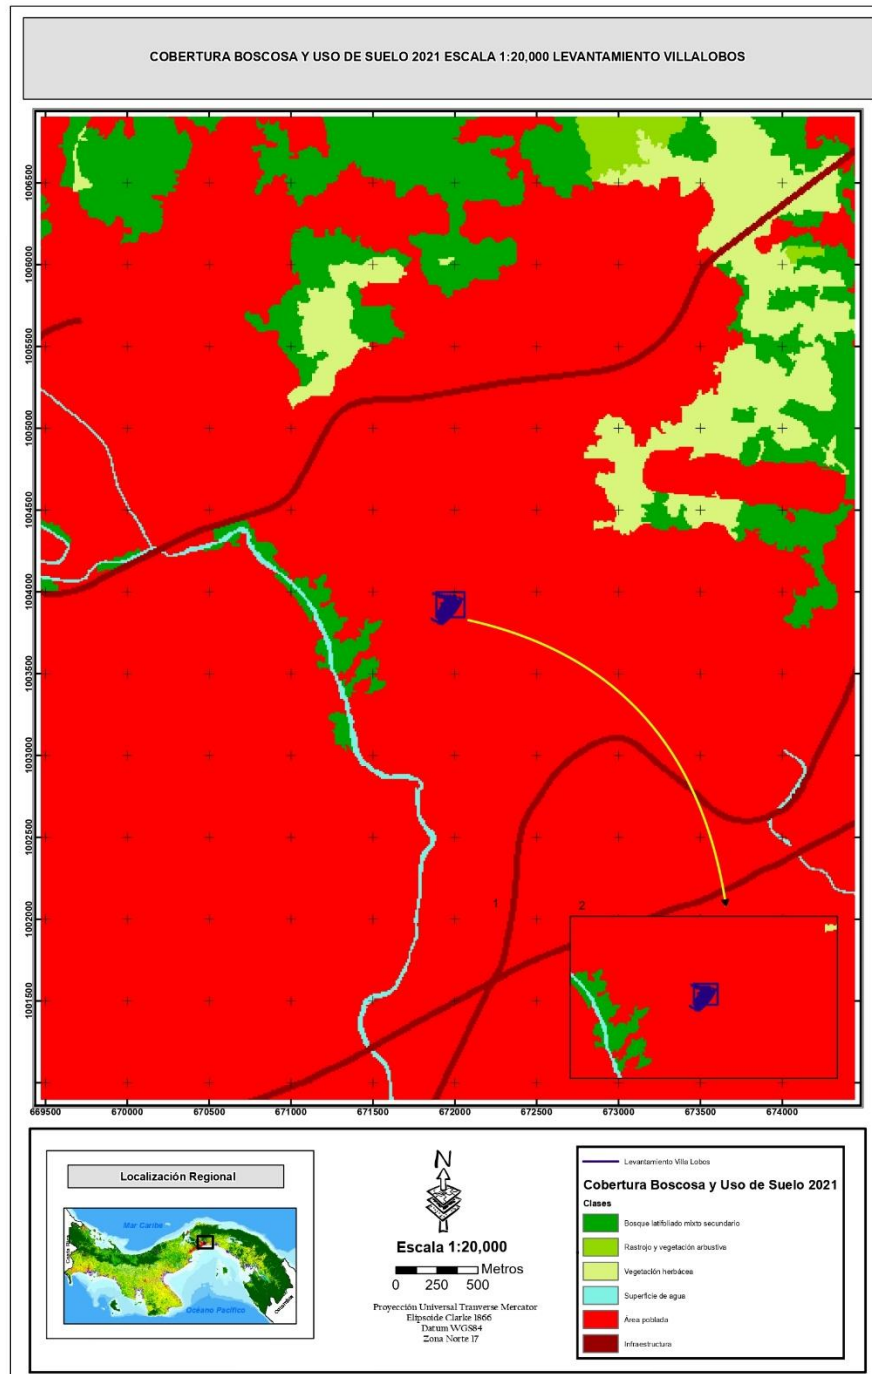 COBERTURA BOSCOSA Y USO DE SUELO 2021 ESCALA 1:20,000 LEVANTAMIENTO VILLALOBOS
1006500
1006000
1005500
1005000
1004500
1004000
1003500
1003000
1002500
1002000
1001500
1
2
669500 670000 670500 671000 671500 672000 672500 673000 673500 674000
Localización Regional
Mar Caribe
Costa Rica
Colombia
Océano Pacífico
N
Escala 1:20,000
Metros
0 250 500
Proyección Universal Tranverse Mercator
Elipsoide Clarke 1866
Datum WGS84
Zona Norte 17
Levantamiento Villa Lobos
Cobertura Boscosa y Uso de Suelo 2021
Clases
Bosque latifoliado mixto secundario
Rastrojo y vegetación arbustiva
Vegetación herbácea
Superficie de agua
Área poblada
Infraestructura